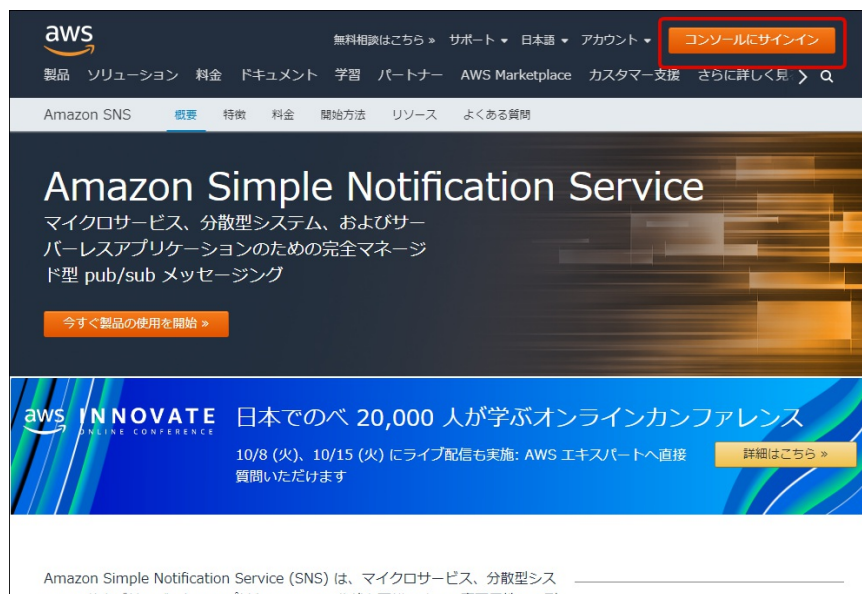 aws
無料相談はこちら » サポート ▾ 日本語 ▾ アカウント ▾ コンソールにサインイン
製品 ソリューション 料金 ドキュメント 学習 パートナー AWS Marketplace カスタマー支援 さらに詳しく見
Amazon SNS 概要 特徴 料金 開始方法 リソース よくある質問
Amazon Simple Notification Service
マイクロサービス、分散型システム、およびサー
バーレスアプリケーションのための完全マネージ
ド型 pub/sub メッセージング
今すぐ製品の使用を開始 »
aws INNOVATE
ONLINE CONFERENCE
日本でのべ 20,000 人が学ぶオンラインカンファレンス
10/8 (火)、10/15 (火) にライブ配信も実施: AWS エキスパートへ直接
質問いただけます
詳細はこちら »
Amazon Simple Notification Service (SNS) は、マイクロサービス、分散型シス